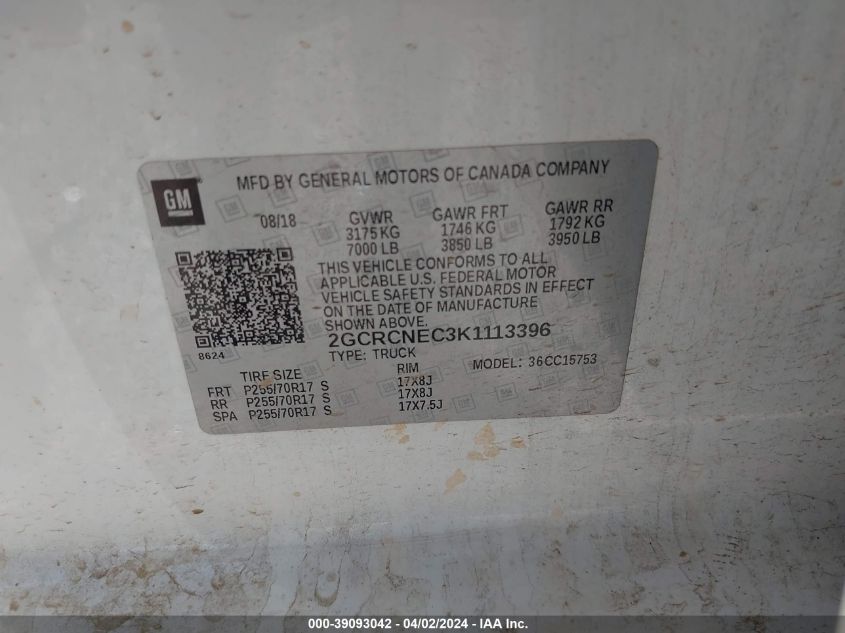 GM
MFD BY GENERAL MOTORS OF CANADA COMPANY
08/18 GVWR GAWR FRT GAWR RR
3175 KG 1746 KG 1792 KG
7000 LB 3850 LB 3950 LB
THIS VEHICLE CONFORMS TO ALL
APPLICABLE U.S. FEDERAL MOTOR
VEHICLE SAFETY STANDARDS IN EFFECT
ON THE DATE OF MANUFACTURE
SHOWN ABOVE.
2GCRCNEC3K1113396
8624 TYPE: TRUCK MODEL: 36CC15753
TIRE SIZE RIM
FRT P255/70R17 S 17X8J
RR P255/70R17 S 17X8J
SPA P255/70R17 S 17X7.5J
000-39093042 - 04/02/2024 - IAA Inc.